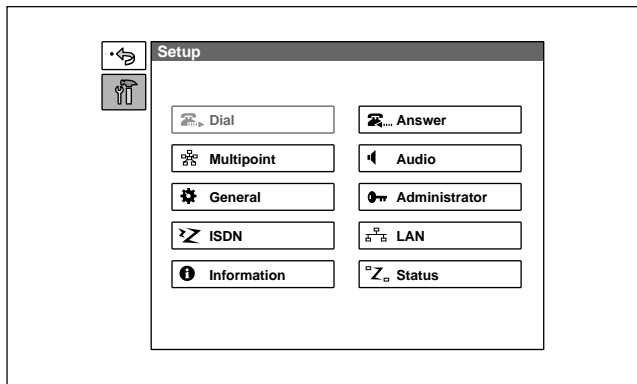 Setup
Dial
Answer
Multipoint
Audio
General
Administrator
ISDN
LAN
Information
Status